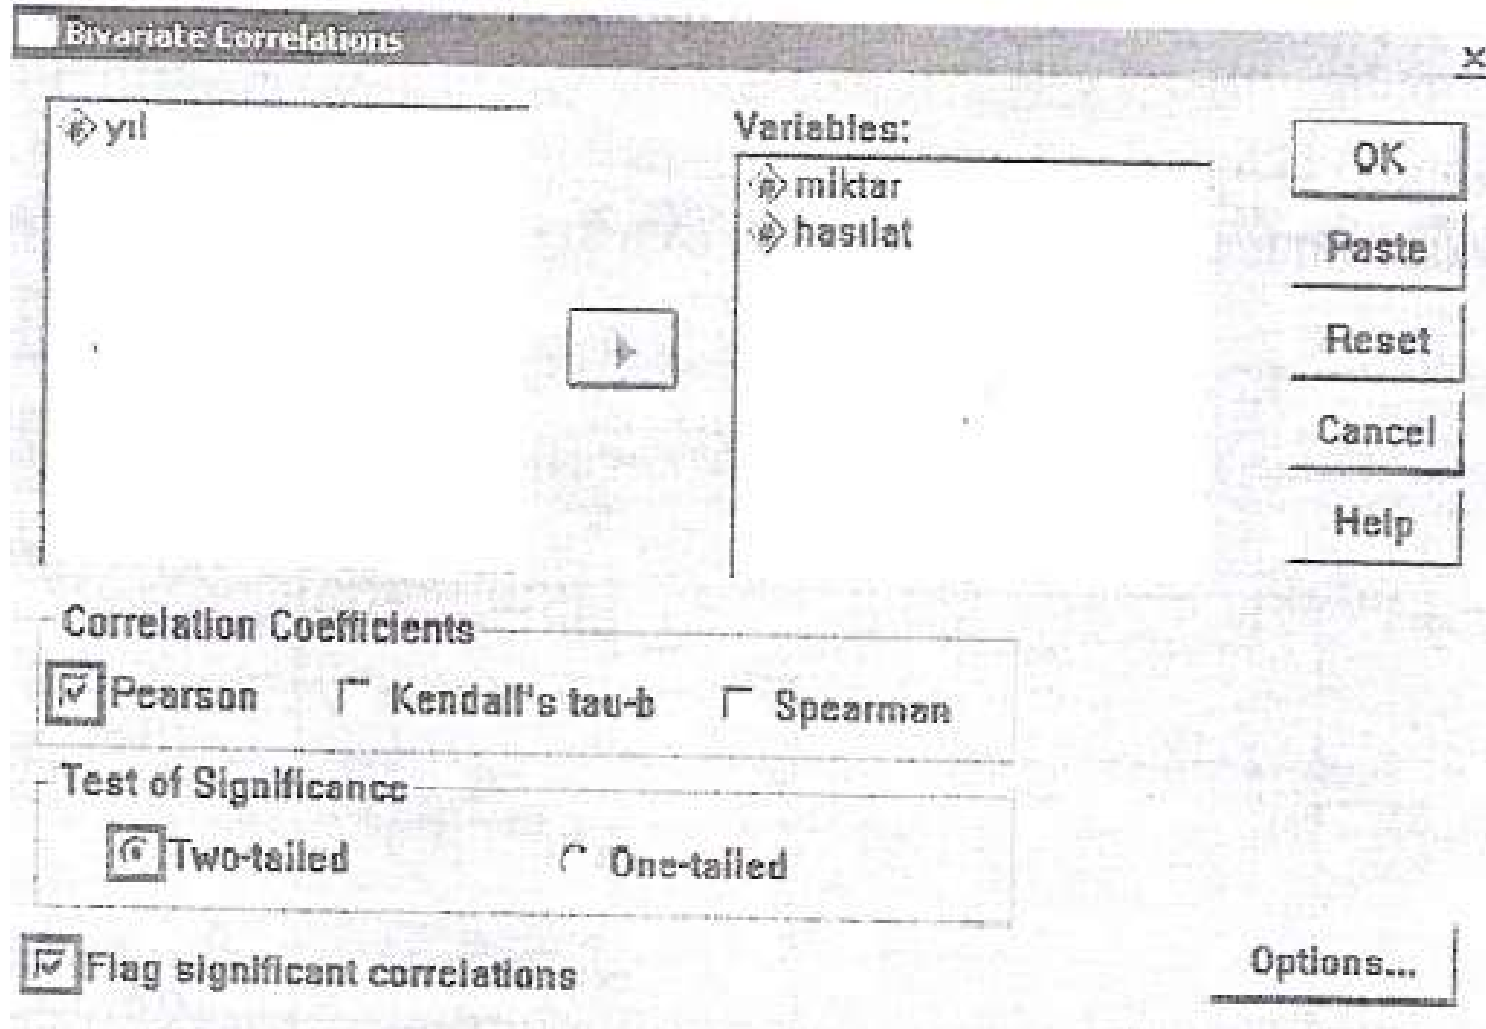 Bivariate Correlations
x
yıl
Variables:
miktar
hasılat
OK
Paste
Reset
Cancel
Help
Correlation Coefficients
Pearson Kendall's tau-b Spearman
Test of Significance
Two-tailed One-tailed
Flag significant correlations
Options...